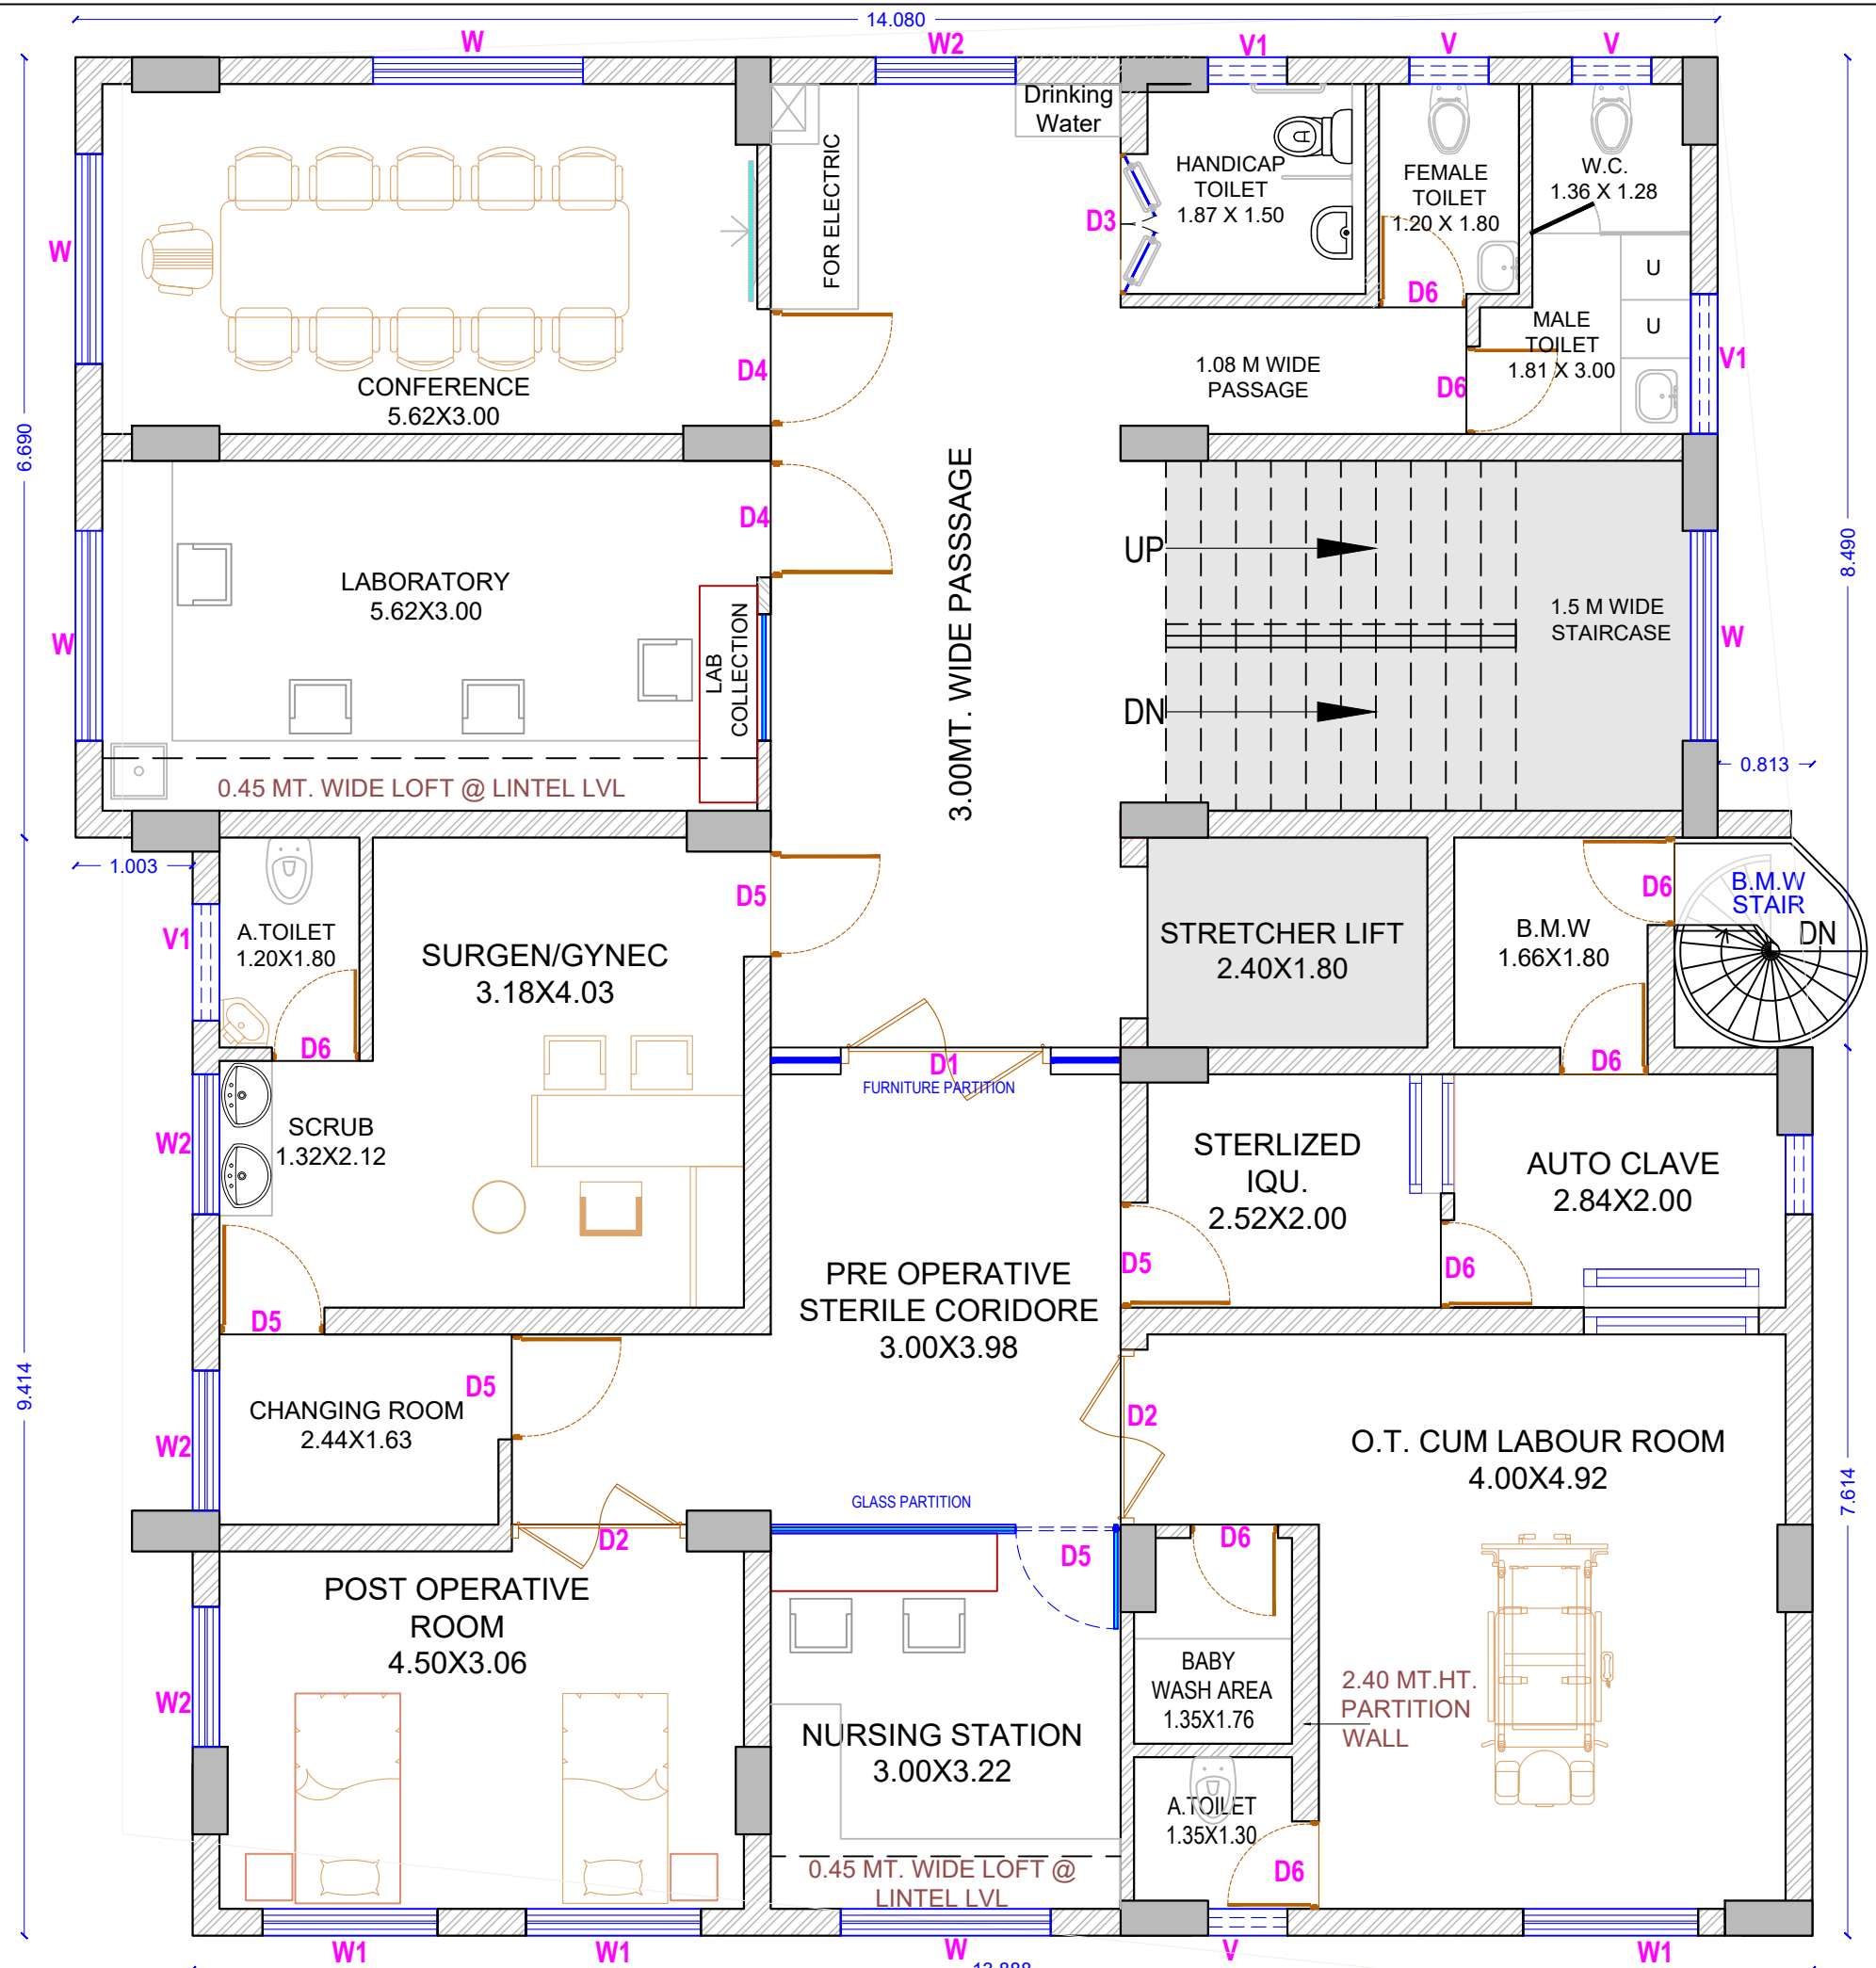 14.080
W
W2
V1
V
V
Drinking
Water
FOR ELECTRIC
HANDICAP
TOILET
1.87 X 1.50
FEMALE
TOILET
1.20 X 1.80
W.C.
1.36 X 1.28
D3
W
U
U
D6
MALE
TOILET
1.81 X 3.00
V1
D4
1.08 M WIDE
PASSAGE
D6
CONFERENCE
5.62X3.00
6.690
3.00MT. WIDE PASSSAGE
D4
UP
8.490
LABORATORY
5.62X3.00
1.5 M WIDE
STAIRCASE
W
W
LAB
COLLECTION
DN
0.813
0.45 MT. WIDE LOFT @ LINTEL LVL
1.003
D5
D6
B.M.W
STAIR
V1
A.TOILET
1.20X1.80
SURGEN/GYNEC
3.18X4.03
STRETCHER LIFT
2.40X1.80
B.M.W
1.66X1.80
DN
D6
D1
FURNITURE PARTITION
D6
W2
SCRUB
1.32X2.12
STERLIZED
IQU.
2.52X2.00
AUTO CLAVE
2.84X2.00
D5
D6
D5
PRE OPERATIVE
STERILE CORIDORE
3.00X3.98
9.414
D5
CHANGING ROOM
2.44X1.63
W2
D2
O.T. CUM LABOUR ROOM
4.00X4.92
7.614
GLASS PARTITION
D2
D5
D6
POST OPERATIVE
ROOM
4.50X3.06
W2
BABY
WASH AREA
1.35X1.76
2.40 MT.HT.
PARTITION
WALL
NURSING STATION
3.00X3.22
A.TOILET
1.35X1.30
D6
0.45 MT. WIDE LOFT @
LINTEL LVL
W1
W1
W
V
W1
13.888